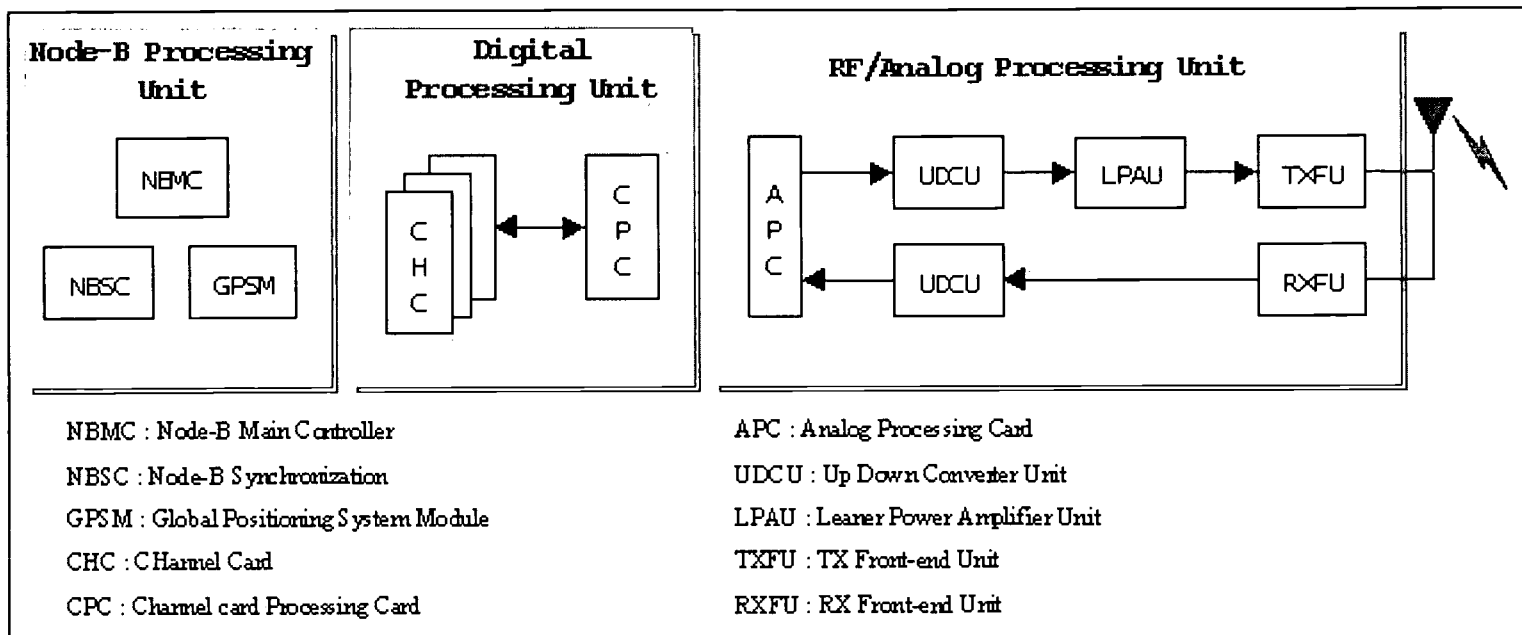 Node-B Processing
Unit
NBMC
NBSC
GPSM
Digital
Processing Unit
C
H
C
C
P
C
RF/Analog Processing Unit
A
P
C
UDCU
LPAU
TXFU
UDCU
RXFU
NBMC : Node-B Main Controller
NBSC : Node-B Synchronization
GPSM : Global Positioning System Module
CHC : CHannel Card
CPC : Channel card Processing Card
APC : Analog Processing Card
UDCU : Up Down Converter Unit
LPAU : Leaner Power Amplifier Unit
TXFU : TX Front-end Unit
RXFU : RX Front-end Unit